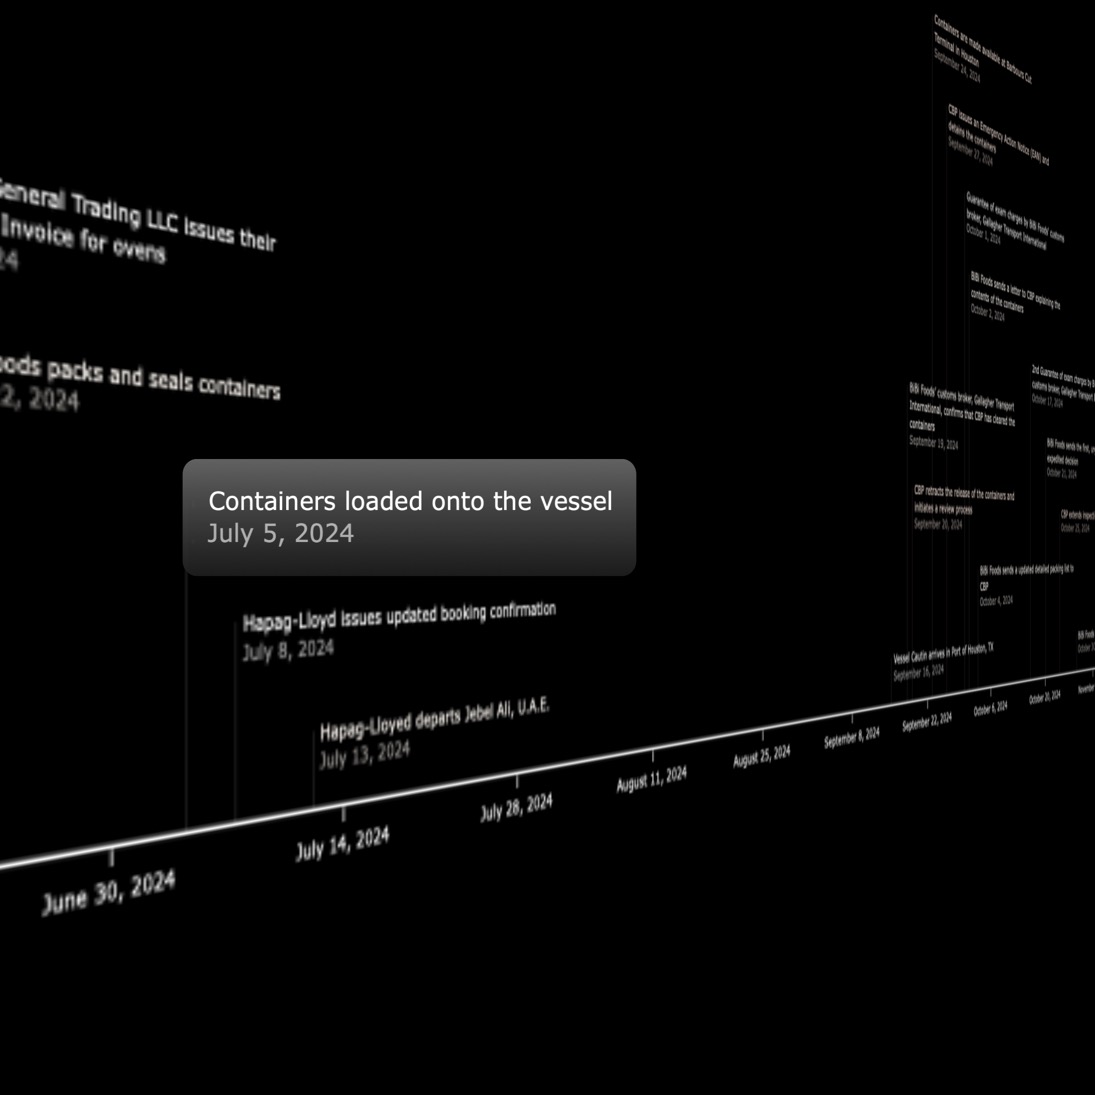 General Trading LLC issues their
Invoice for ovens
24
oods packs and seals containers
2, 2024
Containers loaded onto the vessel
July 5, 2024
Hapag-Lloyd issues updated booking confirmation
July 8, 2024
Hapag-Lloyed departs Jebel Ali, U.A.E.
July 13, 2024
Containers are made available at Barbours Cut
Terminal in Houston
September 24, 2024
CBP issues an Emergency Action Notice (EAN) and
detains the containers
September 27, 2024
Guarantee of exam charges by BiBi Foods' customs
broker, Gallagher Transport International
October 1, 2024
BiBi Foods sends a letter to CBP explaining the
contents of the containers
October 2, 2024
BiBi Foods' customs broker, Gallagher Transport
International, confirms that CBP has cleared the
containers
September 19, 2024
CBP retracts the release of the containers and
initiates a review process
September 20, 2024
2nd Guarantee of exam charges by B
customs broker, Gallagher Transport
October 17, 2024
BiBi Foods sends the first,
expedited decision
October 21, 2024
CBP extends
October 25, 2024
BiBi Foods sends a updated detailed packing list to
CBP
October 4, 2024
BiBi Foods
October
Vessel Cautin arrives in Port of Houston, TX
September 16, 2024
June 30, 2024
July 14, 2024
July 28, 2024
August 11, 2024
August 25, 2024
September 8, 2024
September 22, 2024
October 6, 2024
October 20, 2024
November